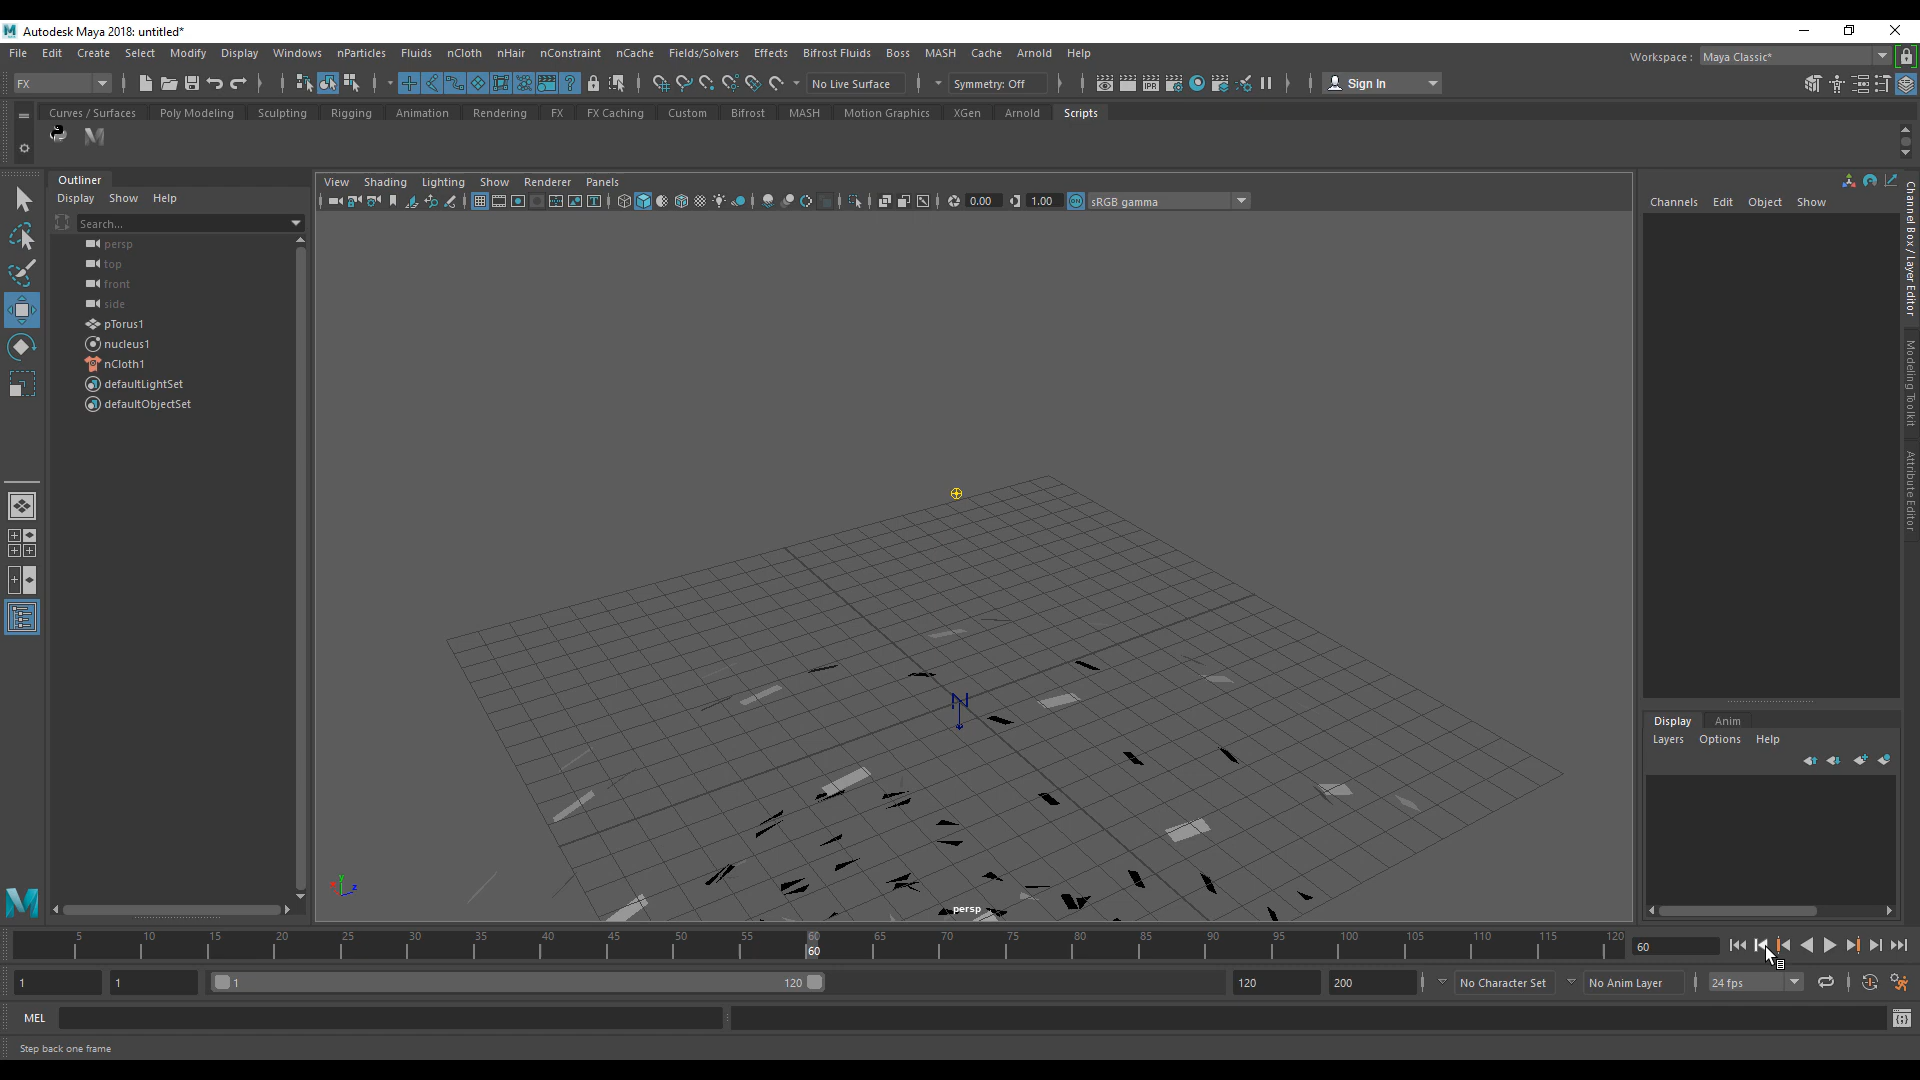 Autodesk Maya 2018: untitled*
File Edit Create Select Modify Display Windows nParticles Fluids nCloth nHair nConstraint nCache Fields/Solvers Effects Bifrost Fluids Boss MASH Cache Arnold Help
Workspace : Maya Classic*
FX No Live Surface Symmetry: Off Sign In
Curves / Surfaces Poly Modeling Sculpting Rigging Animation Rendering FX FX Caching Custom Bifrost MASH Motion Graphics XGen Arnold Scripts
Outliner
Display Show Help
Search...
persp
top
front
side
pTorus1
nucleus1
nCloth1
defaultLightSet
defaultObjectSet
View Shading Lighting Show Renderer Panels
0.00 1.00 ON sRGB gamma
N
y
z
persp
Channels Edit Object Show
Channel Box / Layer Editor
Modeling Toolkit
Attribute Editor
Display Anim
Layers Options Help
5 10 15 20 25 30 35 40 45 50 55 60 65 70 75 80 85 90 95 100 105 110 115 120
60
60
1 1 1 120 120 200 No Character Set No Anim Layer 24 fps
MEL
Step back one frame